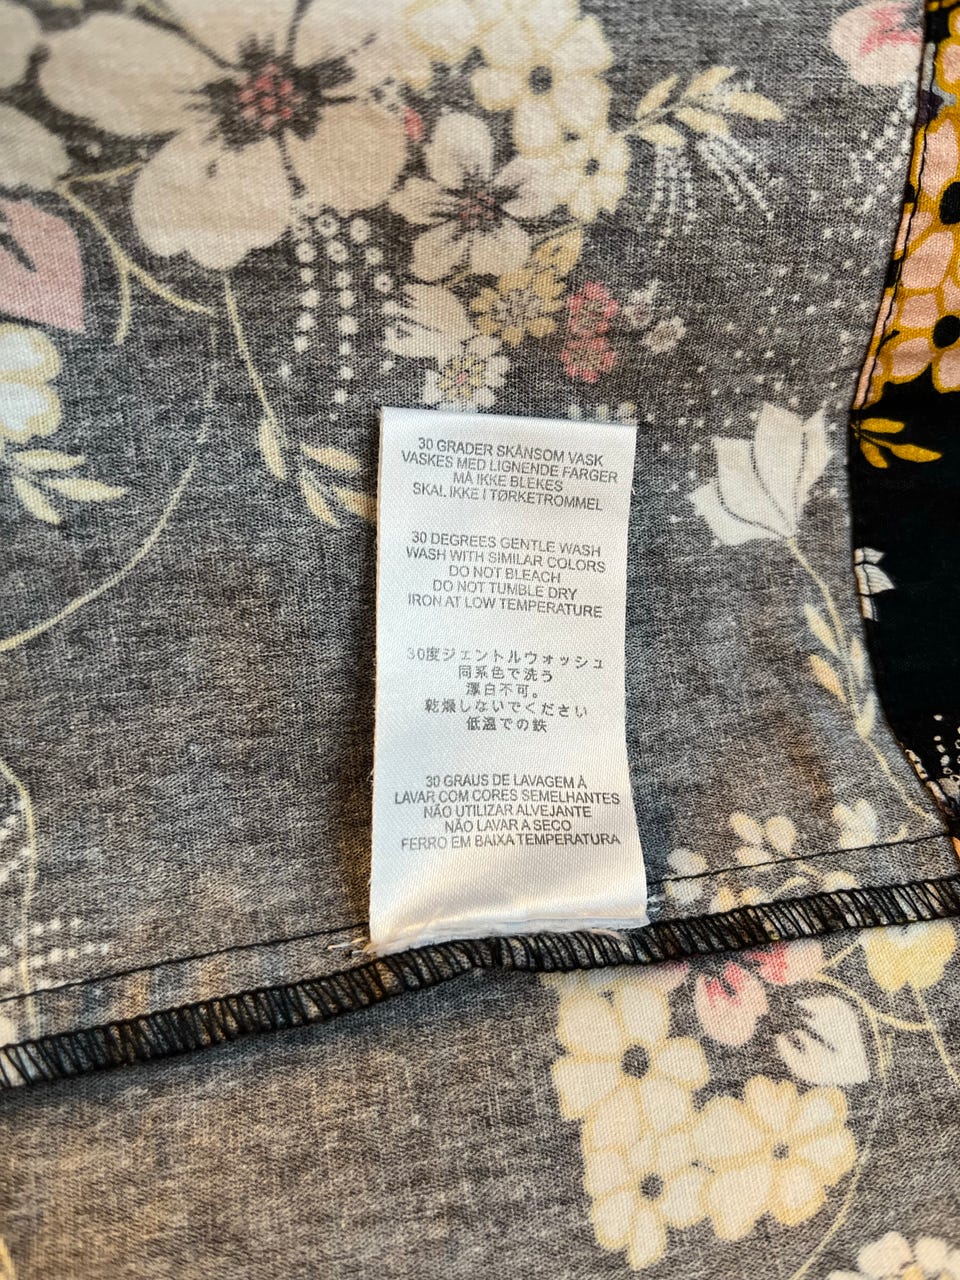 30 GRADER SKÅNSOM VASK
VASKES MED LIGNENDE FARGER
MÅ IKKE BLEKES
SKAL IKKE I TØRKETROMMEL
30 DEGREES GENTLE WASH
WASH WITH SIMILAR COLORS
DO NOT BLEACH
DO NOT TUMBLE DRY
IRON AT LOW TEMPERATURE
30度ジェントルウォッシュ
同系色で洗う
漂白不可。
乾燥しないでください
低温での鉄
30 GRAUS DE LAVAGEM À
LAVAR COM CORES SEMELHANTES
NÃO UTILIZAR ALVEJANTE
NÃO LAVAR A SECO
FERRO EM BAIXA TEMPERATURA